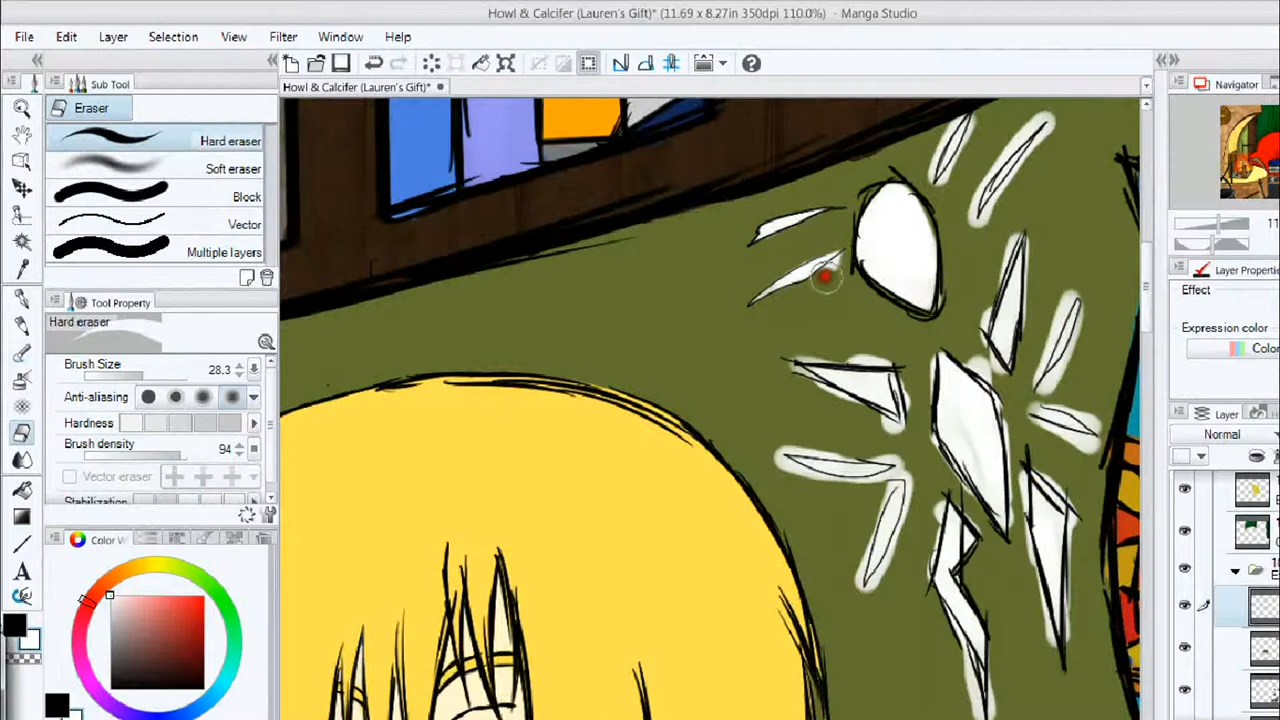 Howl & Calcifer (Lauren's Gift)* (11.69 x 8.27in 350dpi 110.0%) - Manga Studio
File Edit Layer Selection View Filter Window Help
Howl & Calcifer (Lauren's Gift)*
Sub Tool
Navigator
Eraser
Hard eraser
Soft eraser
Block
Vector
Multiple layers
Tool Property
Hard eraser
Brush Size 28.3
Anti-aliasing
Hardness
Brush density 94
Vector eraser
Stabilization
Color W
11
Layer Properti
Effect
Expression color
Color
Layer
Normal